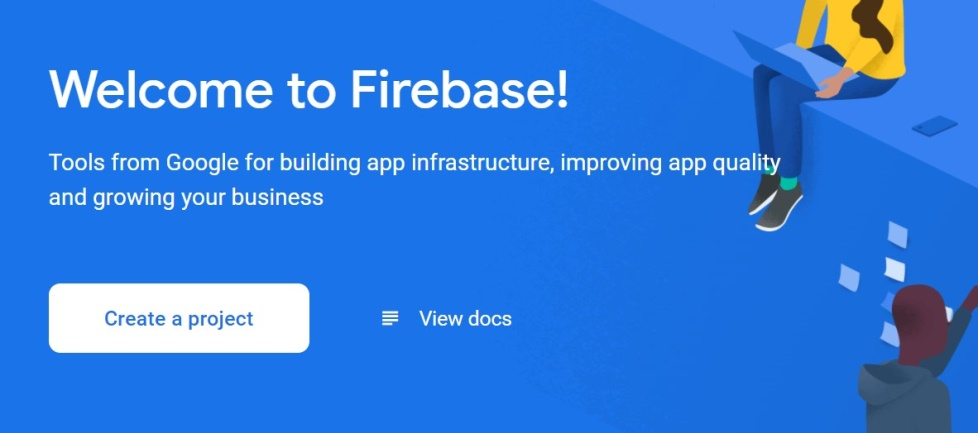 Welcome to Firebase!
Tools from Google for building app infrastructure, improving app quality
and growing your business
Create a project
View docs